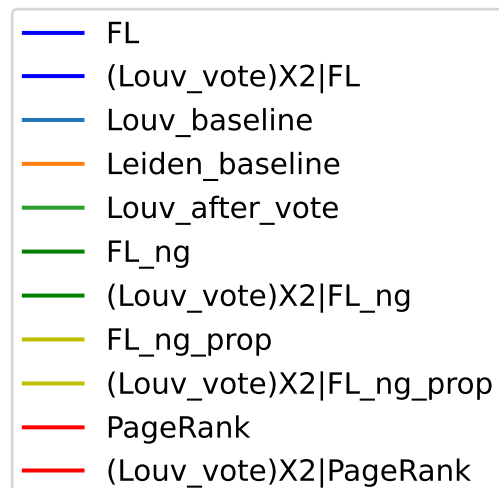 FL
(Louv_vote)X2|FL
Louv_baseline
Leiden_baseline
Louv_after_vote
FL_ng
(Louv_vote)X2|FL_ng
FL_ng_prop
(Louv_vote)X2|FL_ng_prop
PageRank
(Louv_vote)X2|PageRank